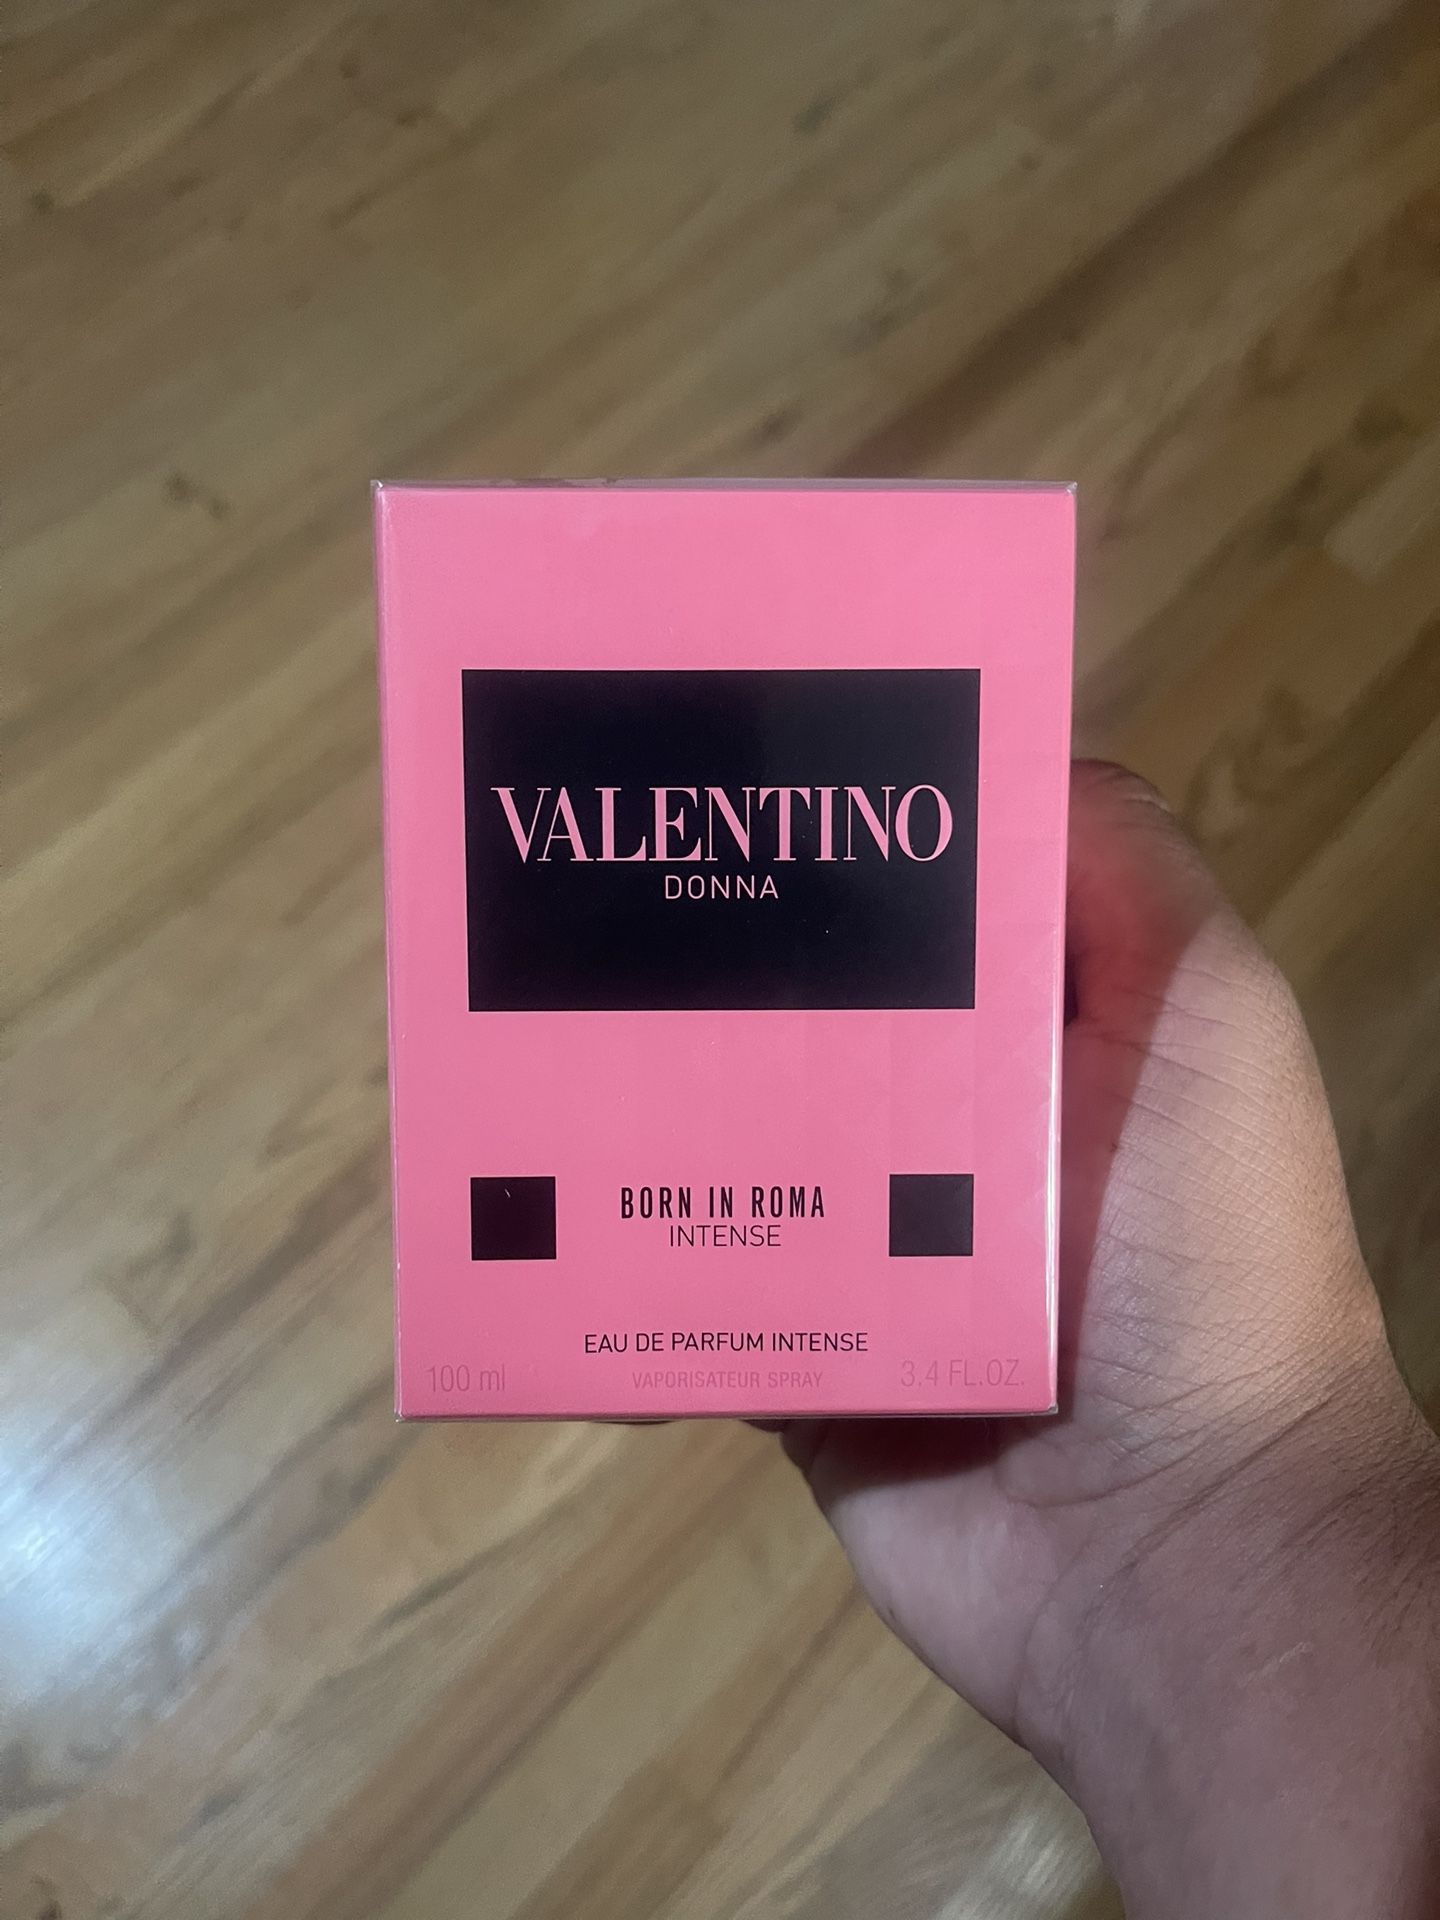 VALENTINO
DONNA
BORN IN ROMA
INTENSE
EAU DE PARFUM INTENSE
100 ml VAPORISATEUR SPRAY 3.4 FL.OZ.